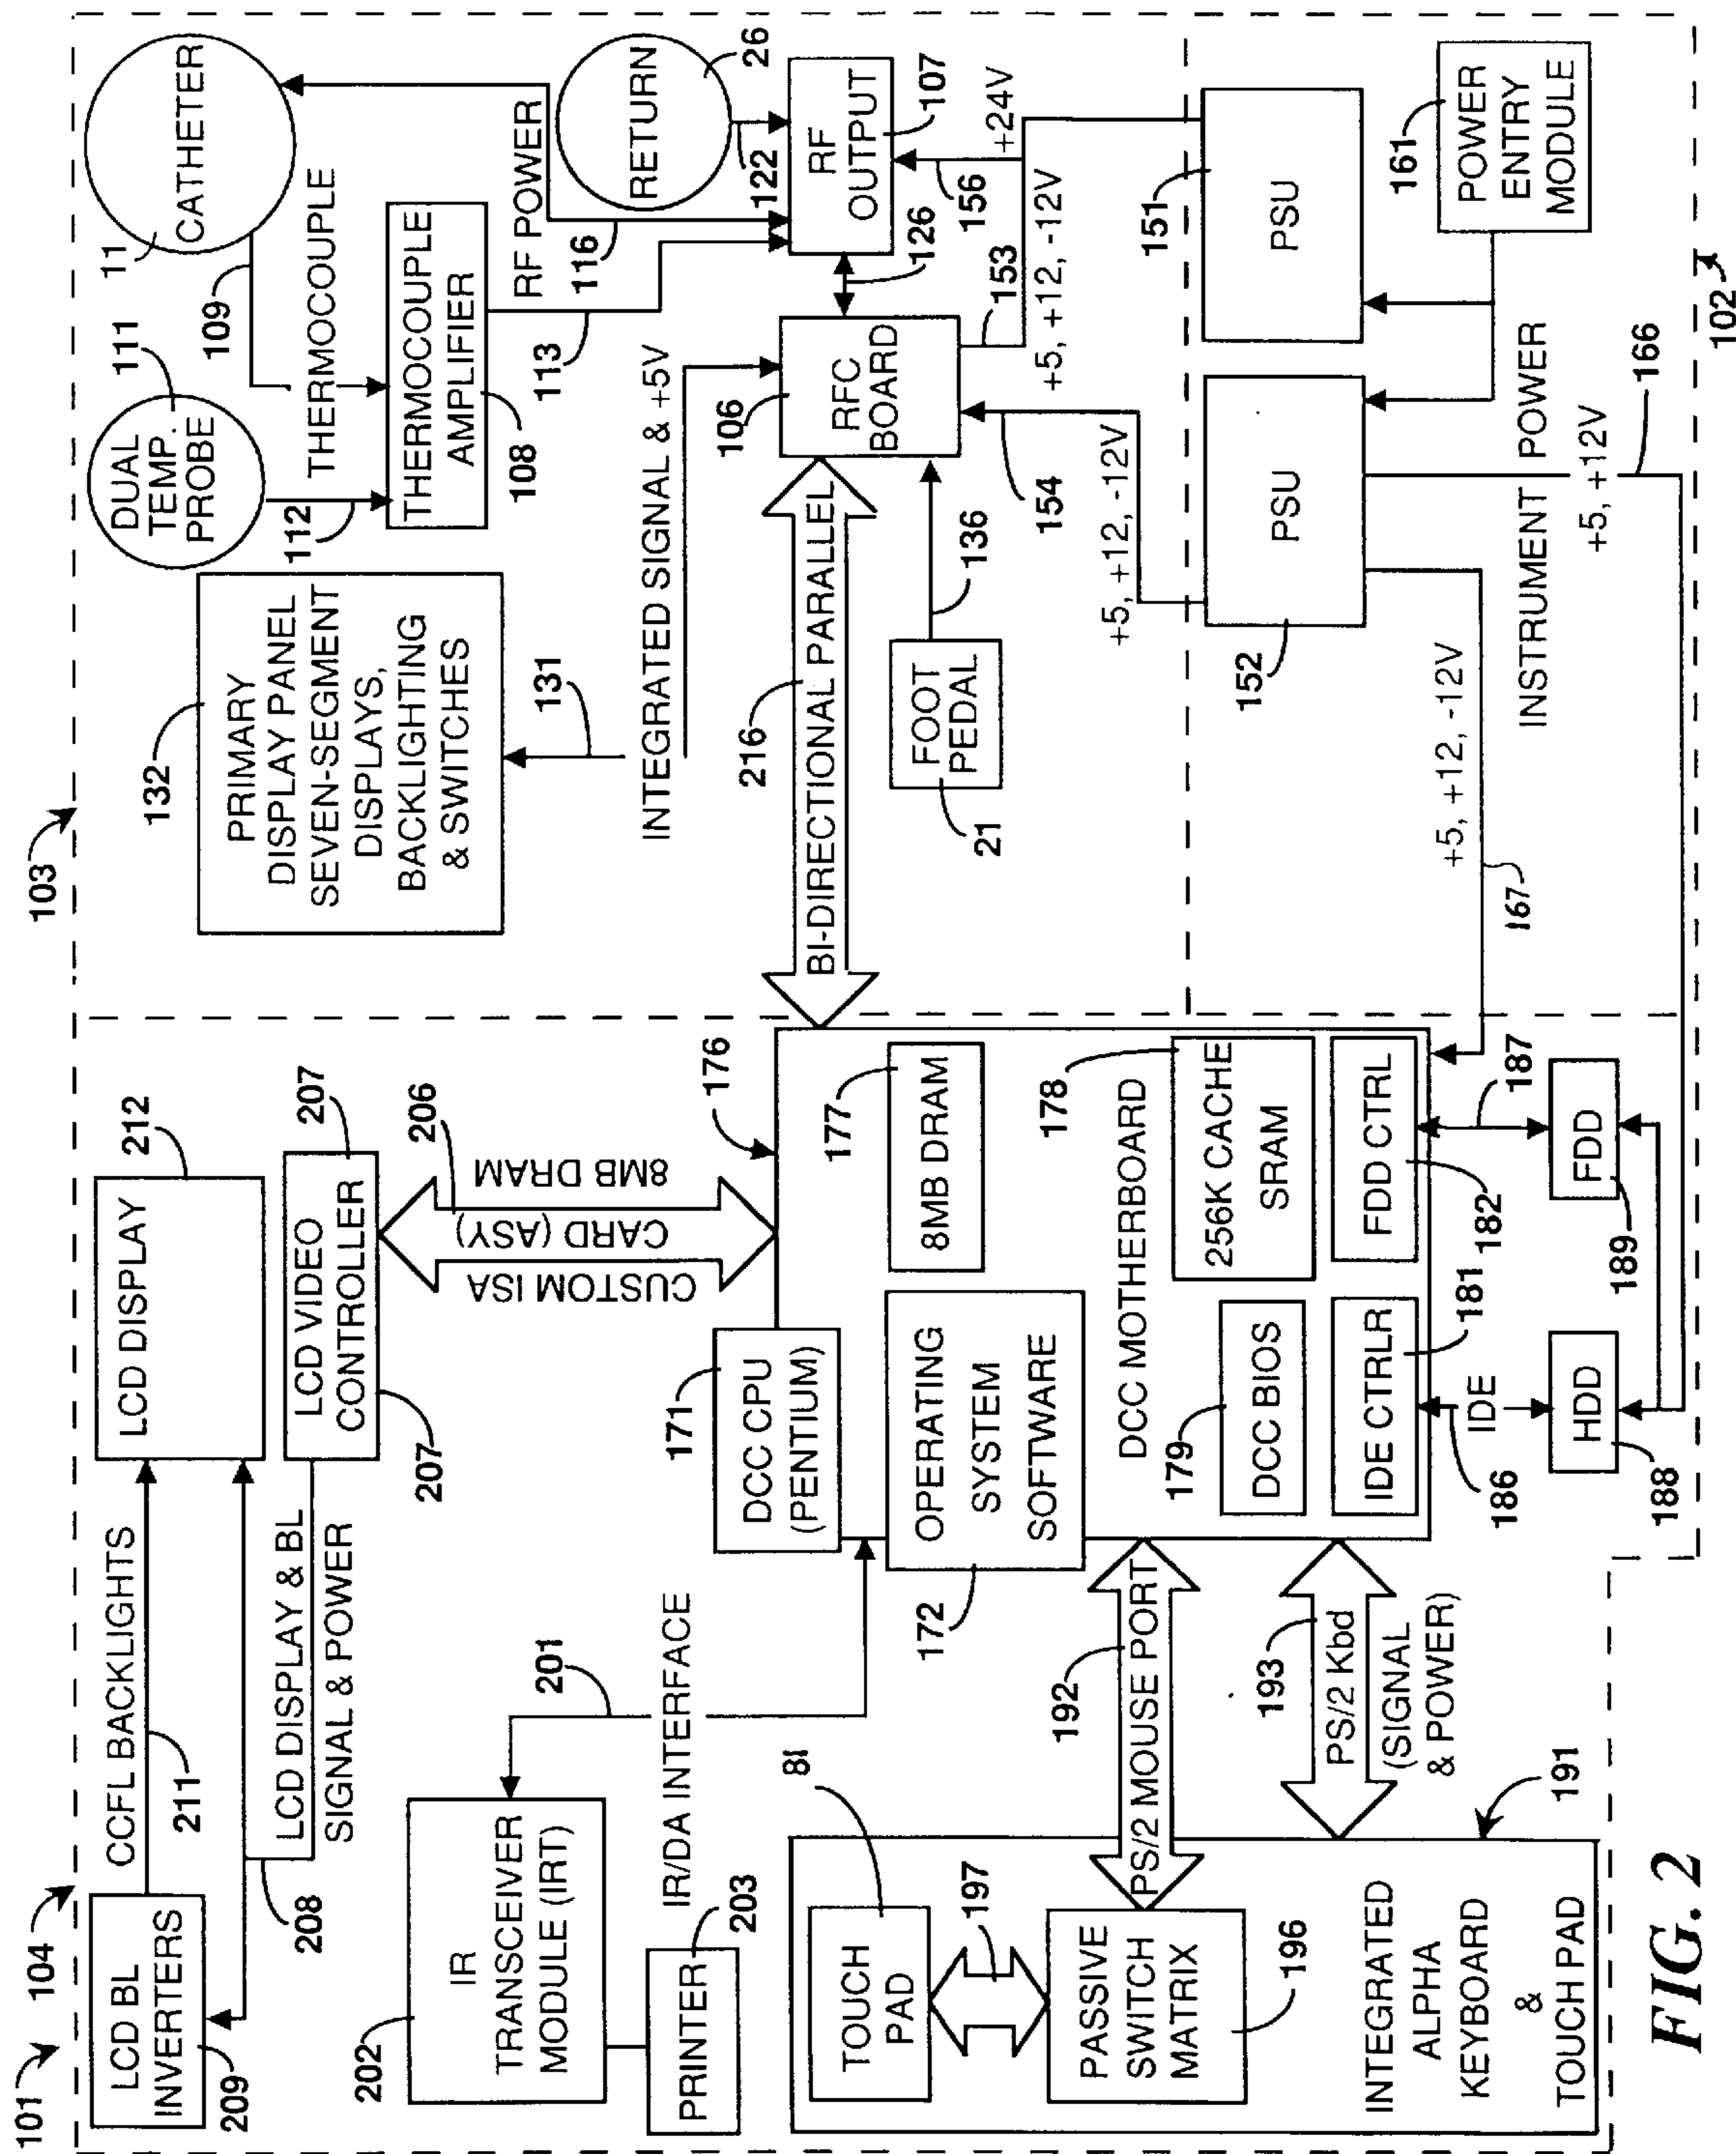 101
104
103
LCD BL
INVERTERS
209
CCFL BACKLIGHTS
211
LCD DISPLAY & BL
SIGNAL & POWER
208
LCD DISPLAY
212
LCD VIDEO
CONTROLLER
207
207
206
CUSTOM ISA
CARD (ASY)
8MB DRAM
202
IR
TRANSCEIVER
MODULE (IRT)
PRINTER
203
201
IR/DA INTERFACE
171
DCC CPU
(PENTIUM)
176
OPERATING
SYSTEM
SOFTWARE
172
177
8MB DRAM
DCC MOTHERBOARD
178
256K CACHE
SRAM
179
DCC BIOS
IDE CTRLR
181
FDD CTRL
182
186
IDE
187
HDD
188
FDD
189
192
PS/2 MOUSE PORT
193
PS/2 Kbd
(SIGNAL
& POWER)
191
TOUCH
PAD
81
197
PASSIVE
SWITCH
MATRIX
196
INTEGRATED
ALPHA
KEYBOARD
&
TOUCH PAD
132
PRIMARY
DISPLAY PANEL
SEVEN-SEGMENT
DISPLAYS,
BACKLIGHTING
& SWITCHES
131
INTEGRATED SIGNAL & +5V
216
BI-DIRECTIONAL PARALLEL
DUAL
TEMP.
PROBE
111
112
11
CATHETER
109
THERMOCOUPLE
THERMOCOUPLE
AMPLIFIER
108
113
RF POWER
116
RETURN
26
122
RF
OUTPUT
107
126
106
RFC
BOARD
153
156
+24V
+5, +12, -12V
FOOT
PEDAL
21
136
154
+5, +12, -12V
152
PSU
151
PSU
161
POWER
ENTRY
MODULE
+5, +12, -12V
167
INSTRUMENT POWER
+5, +12V
166
102
FIG. 2